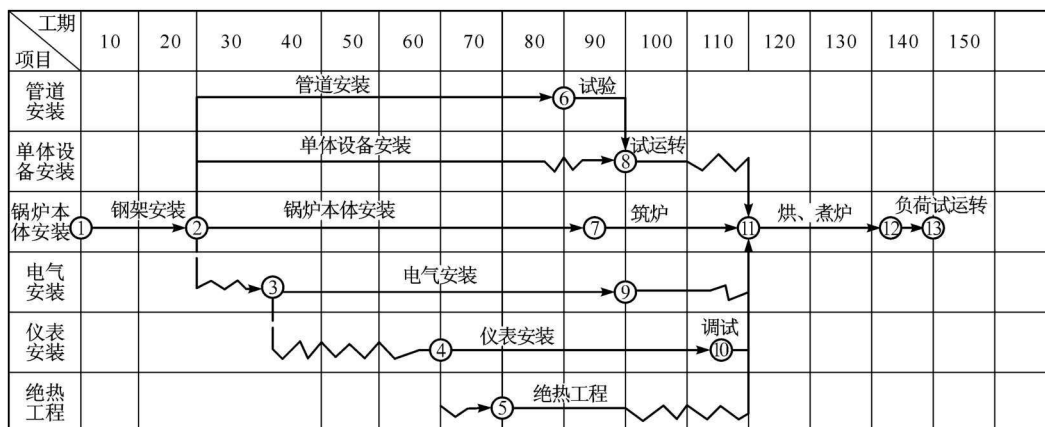 工期
项目
10 20 30 40 50 60 70 80 90 100 110 120 130 140 150
管道
安装
管道安装
⑥
试验
单体设
备安装
单体设备安装
⑧
试运转
锅炉本
体安装
①
钢架安装
②
锅炉本体安装
⑦
筑炉
⑪
烘、煮炉
⑫
负荷试运转
⑬
电气
安装
③
电气安装
⑨
仪表
安装
④
仪表安装
调试
⑩
绝热
工程
⑤
绝热工程